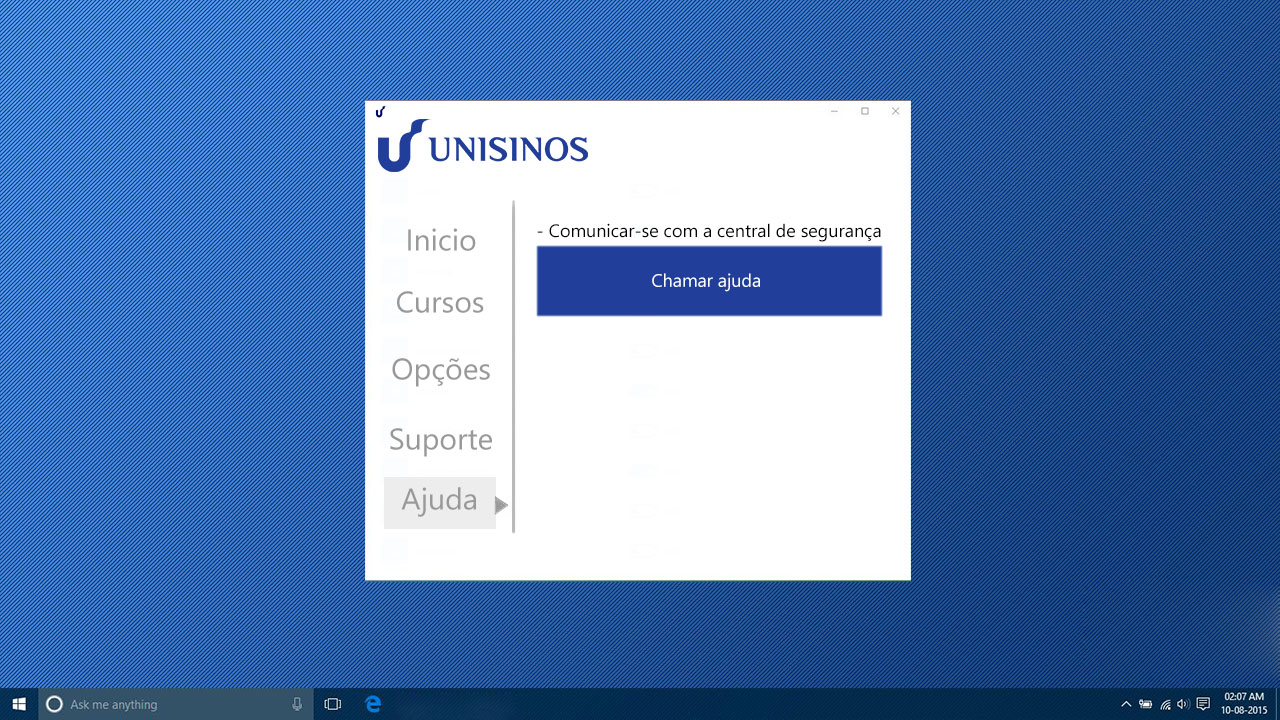 UNISINOS
Inicio
Cursos
Opções
Suporte
Ajuda
- Comunicar-se com a central de segurança
Chamar ajuda
Ask me anything
02:07 AM
10-08-2015